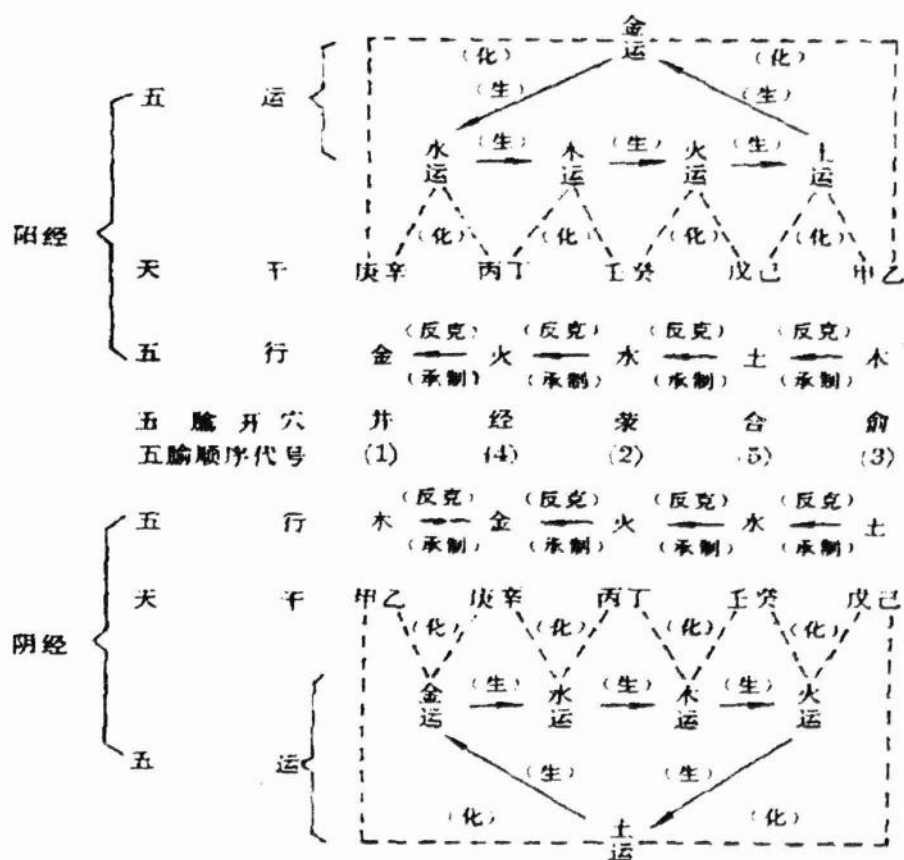 金
（化） 运 （化）
（生） （生）
五 运
水 （生） 木 （生） 火 （生） 土
运 运 运 运
阳经
（化） （化） （化） （化）
天 干 庚辛 丙丁 壬癸 戊己 甲乙
（反克） （反克） （反克） （反克）
五 行 金 火 水 土 木
（承制） （承制） （承制） （承制）
五腧开穴 井 经 荥 合 俞
五腧顺序代号 (1) (4) (2) (5) (3)
（反克） （反克） （反克） （反克）
五 行 木 金 火 水 土
（承制） （承制） （承制） （承制）
天 干 甲乙 庚辛 丙丁 壬癸 戊己
（化） （化） （化） （化）
阴经
金 （生） 水 （生） 木 （生） 火
运 运 运 运
五 运
（生） （生）
（化） 土 （化）
运